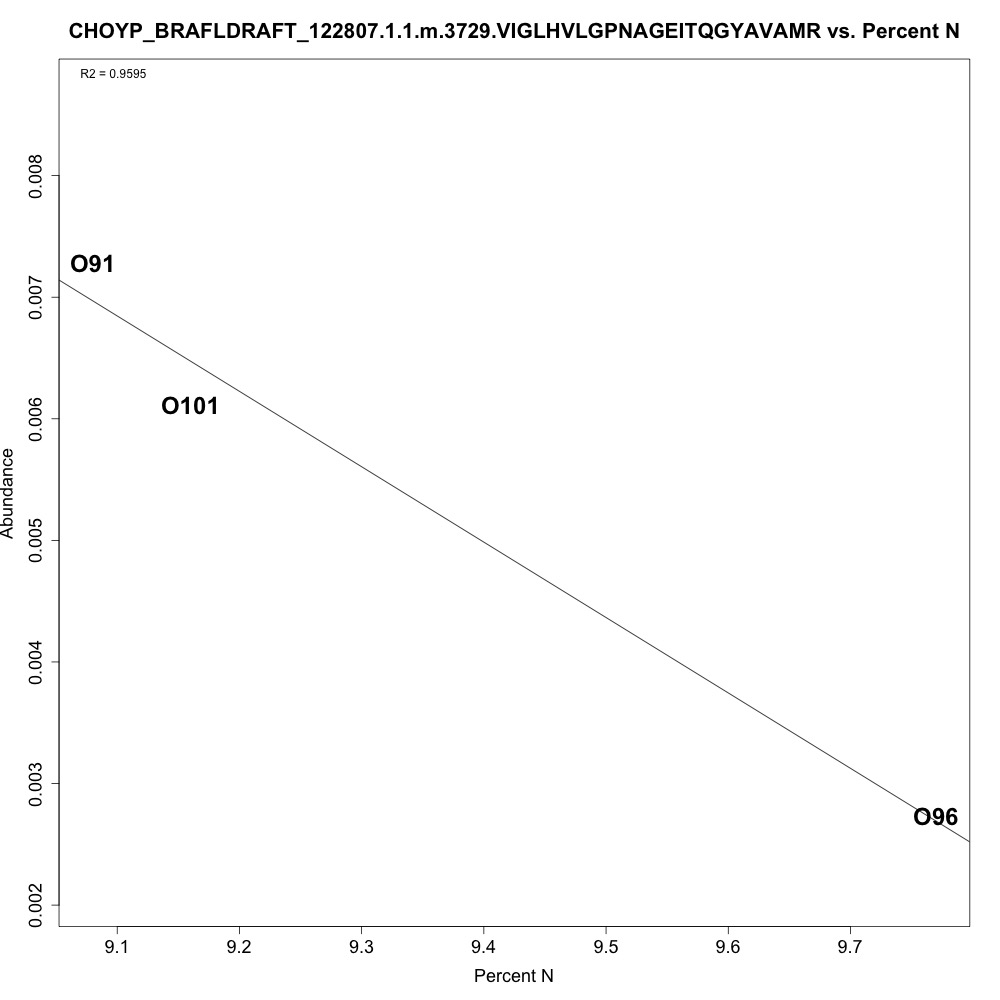 CHOYP_BRAFLDRAFT_122807.1.1.m.3729.VIGLHVLGPNAGEITQGYAVAMR vs. Percent N
R2 = 0.9595
0.008
0.007
0.006
0.005
0.004
0.003
0.002
Abundance
O91
O101
O96
9.1 9.2 9.3 9.4 9.5 9.6 9.7
Percent N